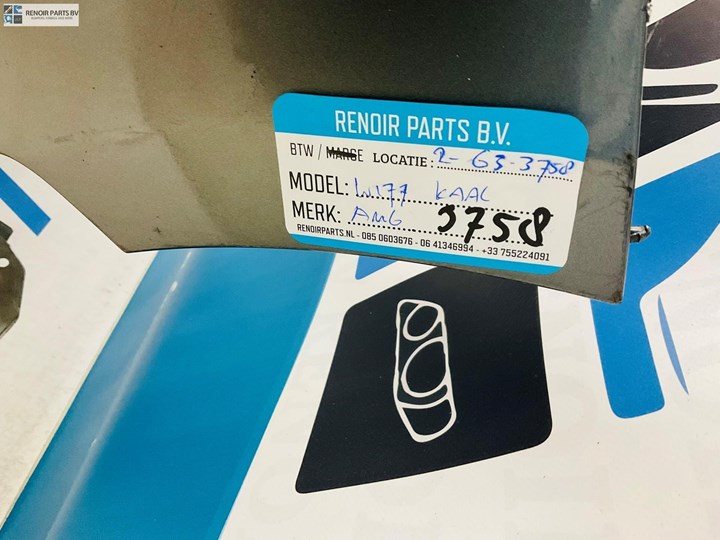 RENOIR PARTS BV
RENOIR PARTS B.V.
BTW / MARGE LOCATIE: 2-G3-3758
MODEL: W177 KAAL
MERK: AMG 3758
RENOIRPARTS.NL - 085 0603676 - 06 41346994 - +33 755224091